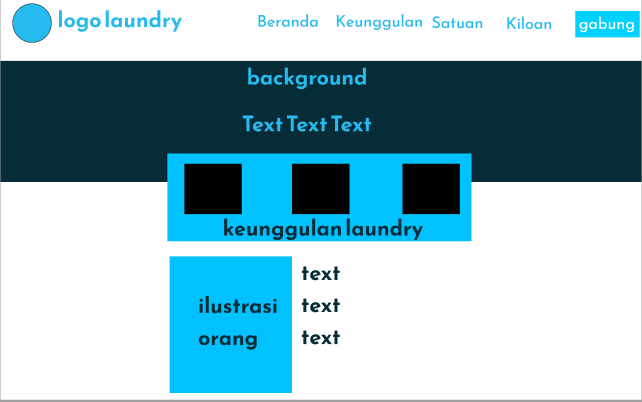 logo laundry
Beranda Keunggulan Satuan Kiloan gabung
background
Text Text Text
keunggulan laundry
ilustrasi
orang
text
text
text